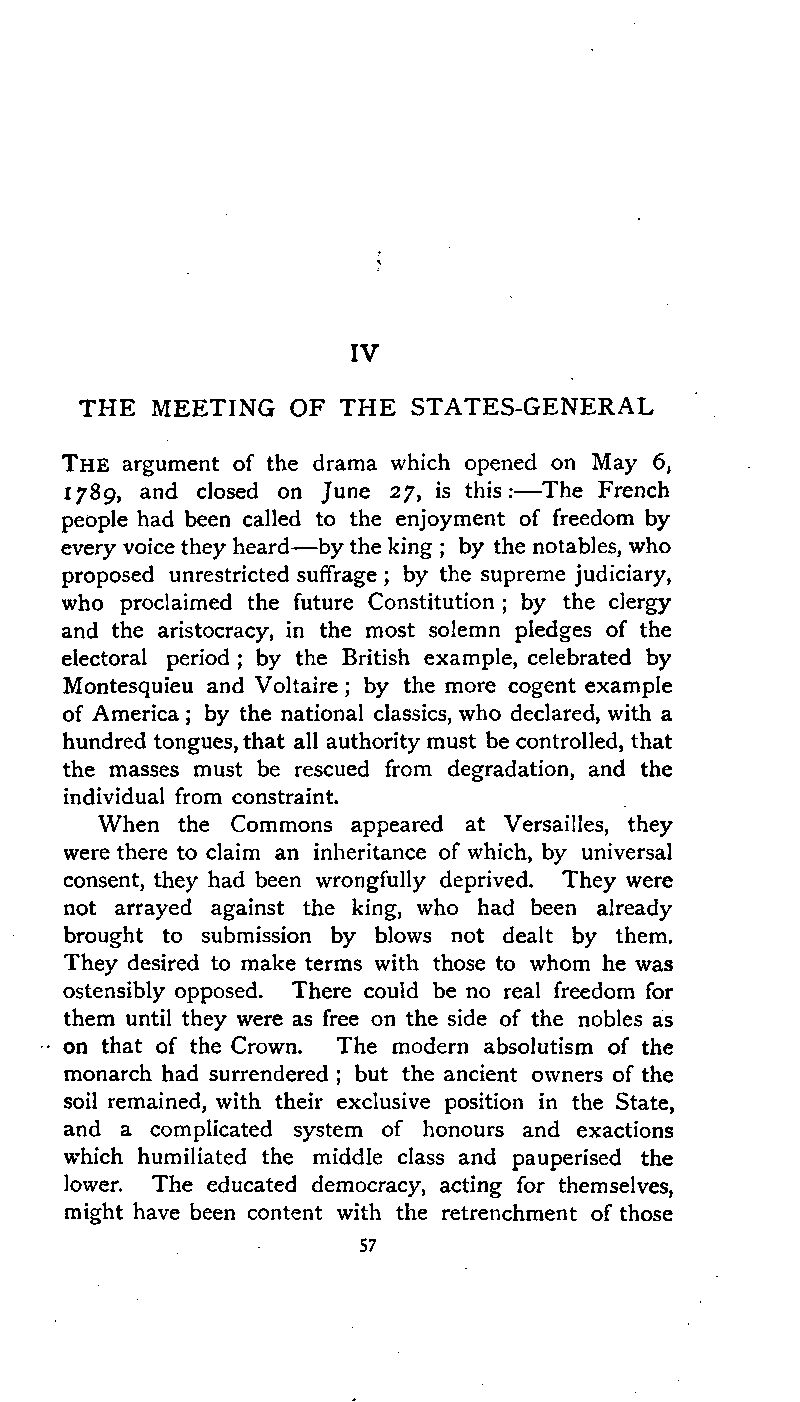 IV
THE MEETING OF THE STATES-GENERAL
THE argument of the drama which opened on May 6,
1789, and closed on June 27, is this:—The French
people had been called to the enjoyment of freedom by
every voice they heard—by the king; by the notables, who
proposed unrestricted suffrage; by the supreme judiciary,
who proclaimed the future Constitution; by the clergy
and the aristocracy, in the most solemn pledges of the
electoral period; by the British example, celebrated by
Montesquieu and Voltaire; by the more cogent example
of America; by the national classics, who declared, with a
hundred tongues, that all authority must be controlled, that
the masses must be rescued from degradation, and the
individual from constraint.
When the Commons appeared at Versailles, they
were there to claim an inheritance of which, by universal
consent, they had been wrongfully deprived. They were
not arrayed against the king, who had been already
brought to submission by blows not dealt by them.
They desired to make terms with those to whom he was
ostensibly opposed. There could be no real freedom for
them until they were as free on the side of the nobles as
on that of the Crown. The modern absolutism of the
monarch had surrendered; but the ancient owners of the
soil remained, with their exclusive position in the State,
and a complicated system of honours and exactions
which humiliated the middle class and pauperised the
lower. The educated democracy, acting for themselves,
might have been content with the retrenchment of those
57